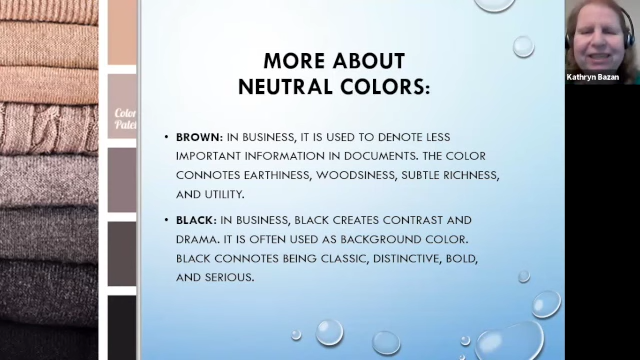 MORE ABOUT
NEUTRAL COLORS:
• BROWN: IN BUSINESS, IT IS USED TO DENOTE LESS
IMPORTANT INFORMATION IN DOCUMENTS. THE COLOR
CONNOTES EARTHINESS, WOODSINESS, SUBTLE RICHNESS,
AND UTILITY.
• BLACK: IN BUSINESS, BLACK CREATES CONTRAST AND
DRAMA. IT IS OFTEN USED AS BACKGROUND COLOR.
BLACK CONNOTES BEING CLASSIC, DISTINCTIVE, BOLD,
AND SERIOUS.
Color
Kathryn Bazan